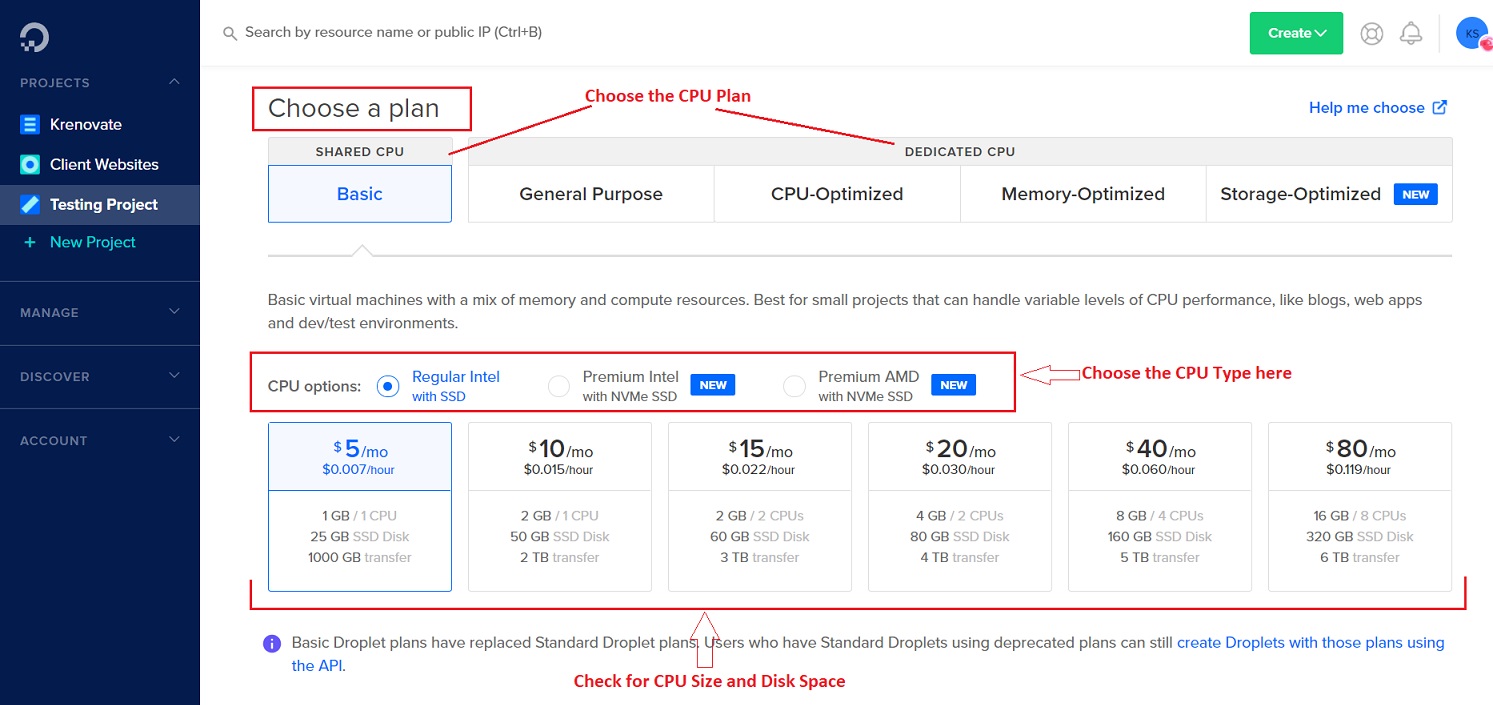 Search by resource name or public IP (Ctrl+B)
Create
KS
PROJECTS
Krenovate
Client Websites
Testing Project
+ New Project
MANAGE
DISCOVER
ACCOUNT
Choose a plan
Choose the CPU Plan
Help me choose
SHARED CPU
DEDICATED CPU
Basic
General Purpose
CPU-Optimized
Memory-Optimized
Storage-Optimized NEW
Basic virtual machines with a mix of memory and compute resources. Best for small projects that can handle variable levels of CPU performance, like blogs, web apps
and dev/test environments.
CPU options:
Regular Intel
with SSD
Premium Intel
with NVMe SSD
NEW
Premium AMD
with NVMe SSD
NEW
Choose the CPU Type here
$5/mo
$0.007/hour
1 GB / 1 CPU
25 GB SSD Disk
1000 GB transfer
$10/mo
$0.015/hour
2 GB / 1 CPU
50 GB SSD Disk
2 TB transfer
$15/mo
$0.022/hour
2 GB / 2 CPUs
60 GB SSD Disk
3 TB transfer
$20/mo
$0.030/hour
4 GB / 2 CPUs
80 GB SSD Disk
4 TB transfer
$40/mo
$0.060/hour
8 GB / 4 CPUs
160 GB SSD Disk
5 TB transfer
$80/mo
$0.119/hour
16 GB / 8 CPUs
320 GB SSD Disk
6 TB transfer
Basic Droplet plans have replaced Standard Droplet plans. Users who have Standard Droplets using deprecated plans can still create Droplets with those plans using
the API.
Check for CPU Size and Disk Space